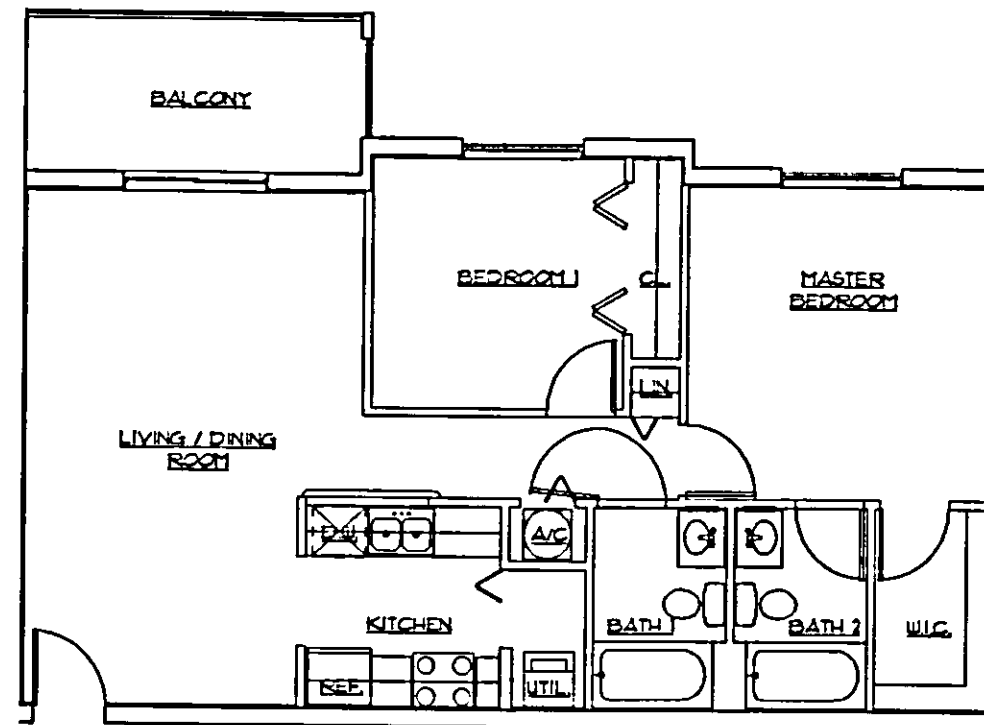 BALCONY
BEDROOM 1
CL.
MASTER
BEDROOM
LIN
LIVING / DINING
ROOM
D.W.
A/C
KITCHEN
BATH 1
BATH 2
W.I.C.
REF.
UTIL.